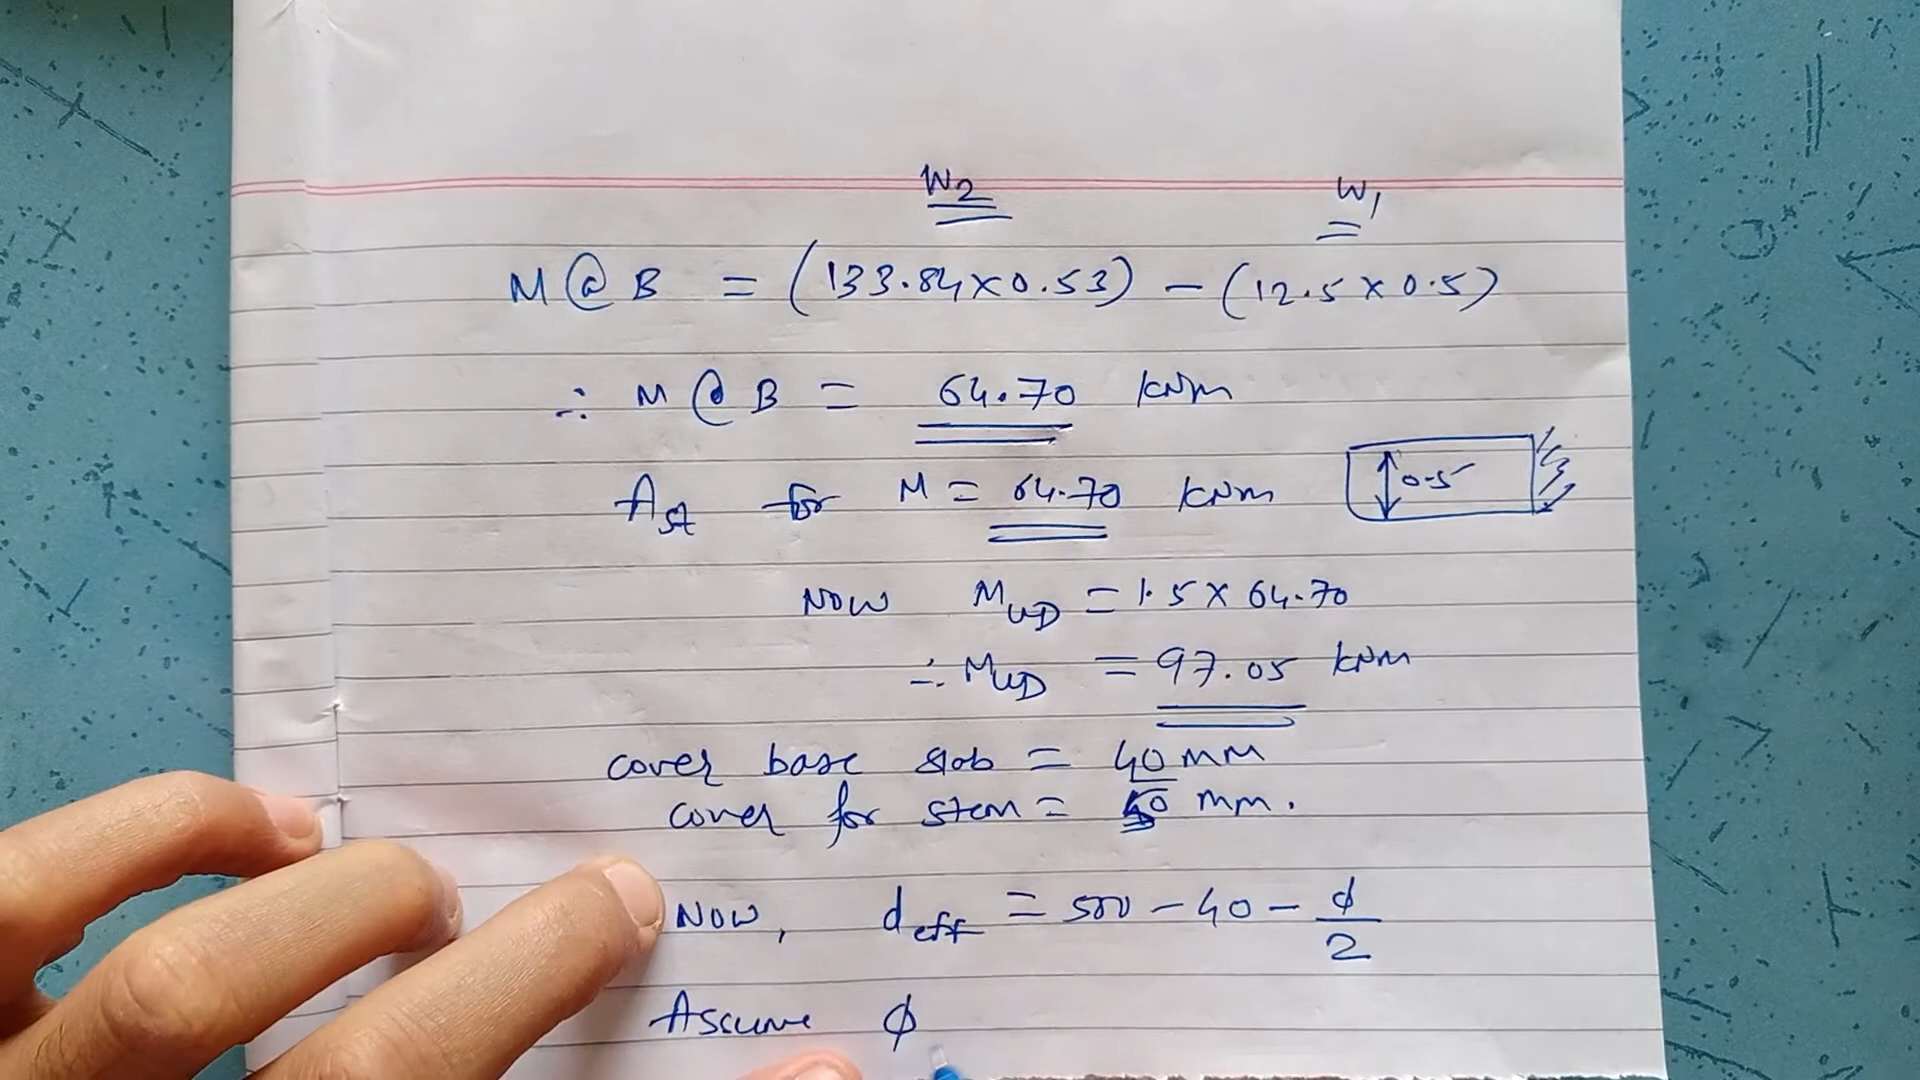 W2 W1
M @ B = (133.84 x 0.53) - (12.5 x 0.5)
∴ M @ B = 64.70 kNm
Ast for M = 64.70 kNm
0.5
NOW MuD = 1.5 x 64.70
∴ MuD = 97.05 kNm
cover base slab = 40 mm
cover for stem = 50 mm.
NOW, deff = 500 - 40 - ϕ/2
Assume ϕ